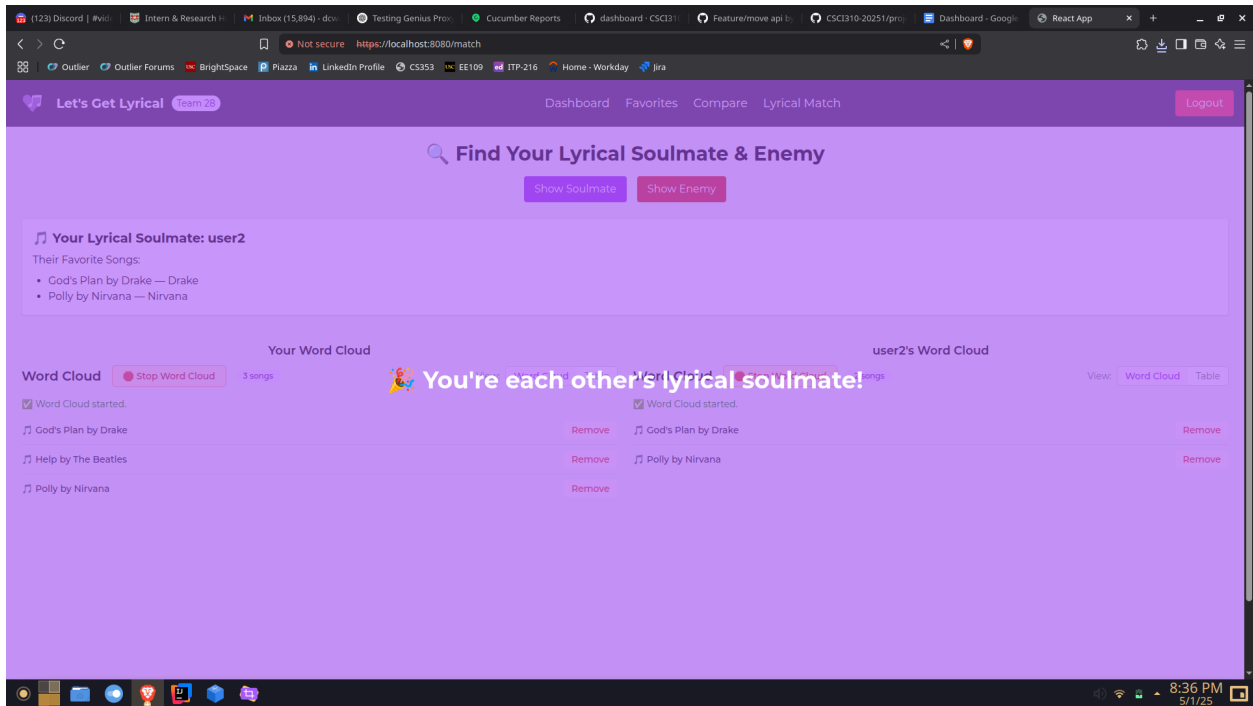 (123) Discord | #vide
Intern & Research H
M Inbox (15,894) - dcw
Testing Genius Prox
Cucumber Reports
dashboard · CSCI310
Feature/move api by
CSCI310-20251/proj
Dashboard - Google
React App
Not secure https://localhost:8080/match
Outlier
Outlier Forums
BrightSpace
Piazza
LinkedIn Profile
CS353
EE109
ITP-216
Home - Workday
Jira
Let's Get Lyrical Team 28
Dashboard Favorites Compare Lyrical Match
Logout
Find Your Lyrical Soulmate & Enemy
Show Soulmate Show Enemy
Your Lyrical Soulmate: user2
Their Favorite Songs:
• God's Plan by Drake — Drake
• Polly by Nirvana — Nirvana
Your Word Cloud
Word Cloud Stop Word Cloud 3 songs
Word Cloud started.
God's Plan by Drake Remove
Help by The Beatles Remove
Polly by Nirvana Remove
You're each other's lyrical soulmate!
user2's Word Cloud
Word Cloud songs View: Word Cloud Table
Word Cloud started.
God's Plan by Drake Remove
Polly by Nirvana Remove
8:36 PM
5/1/25